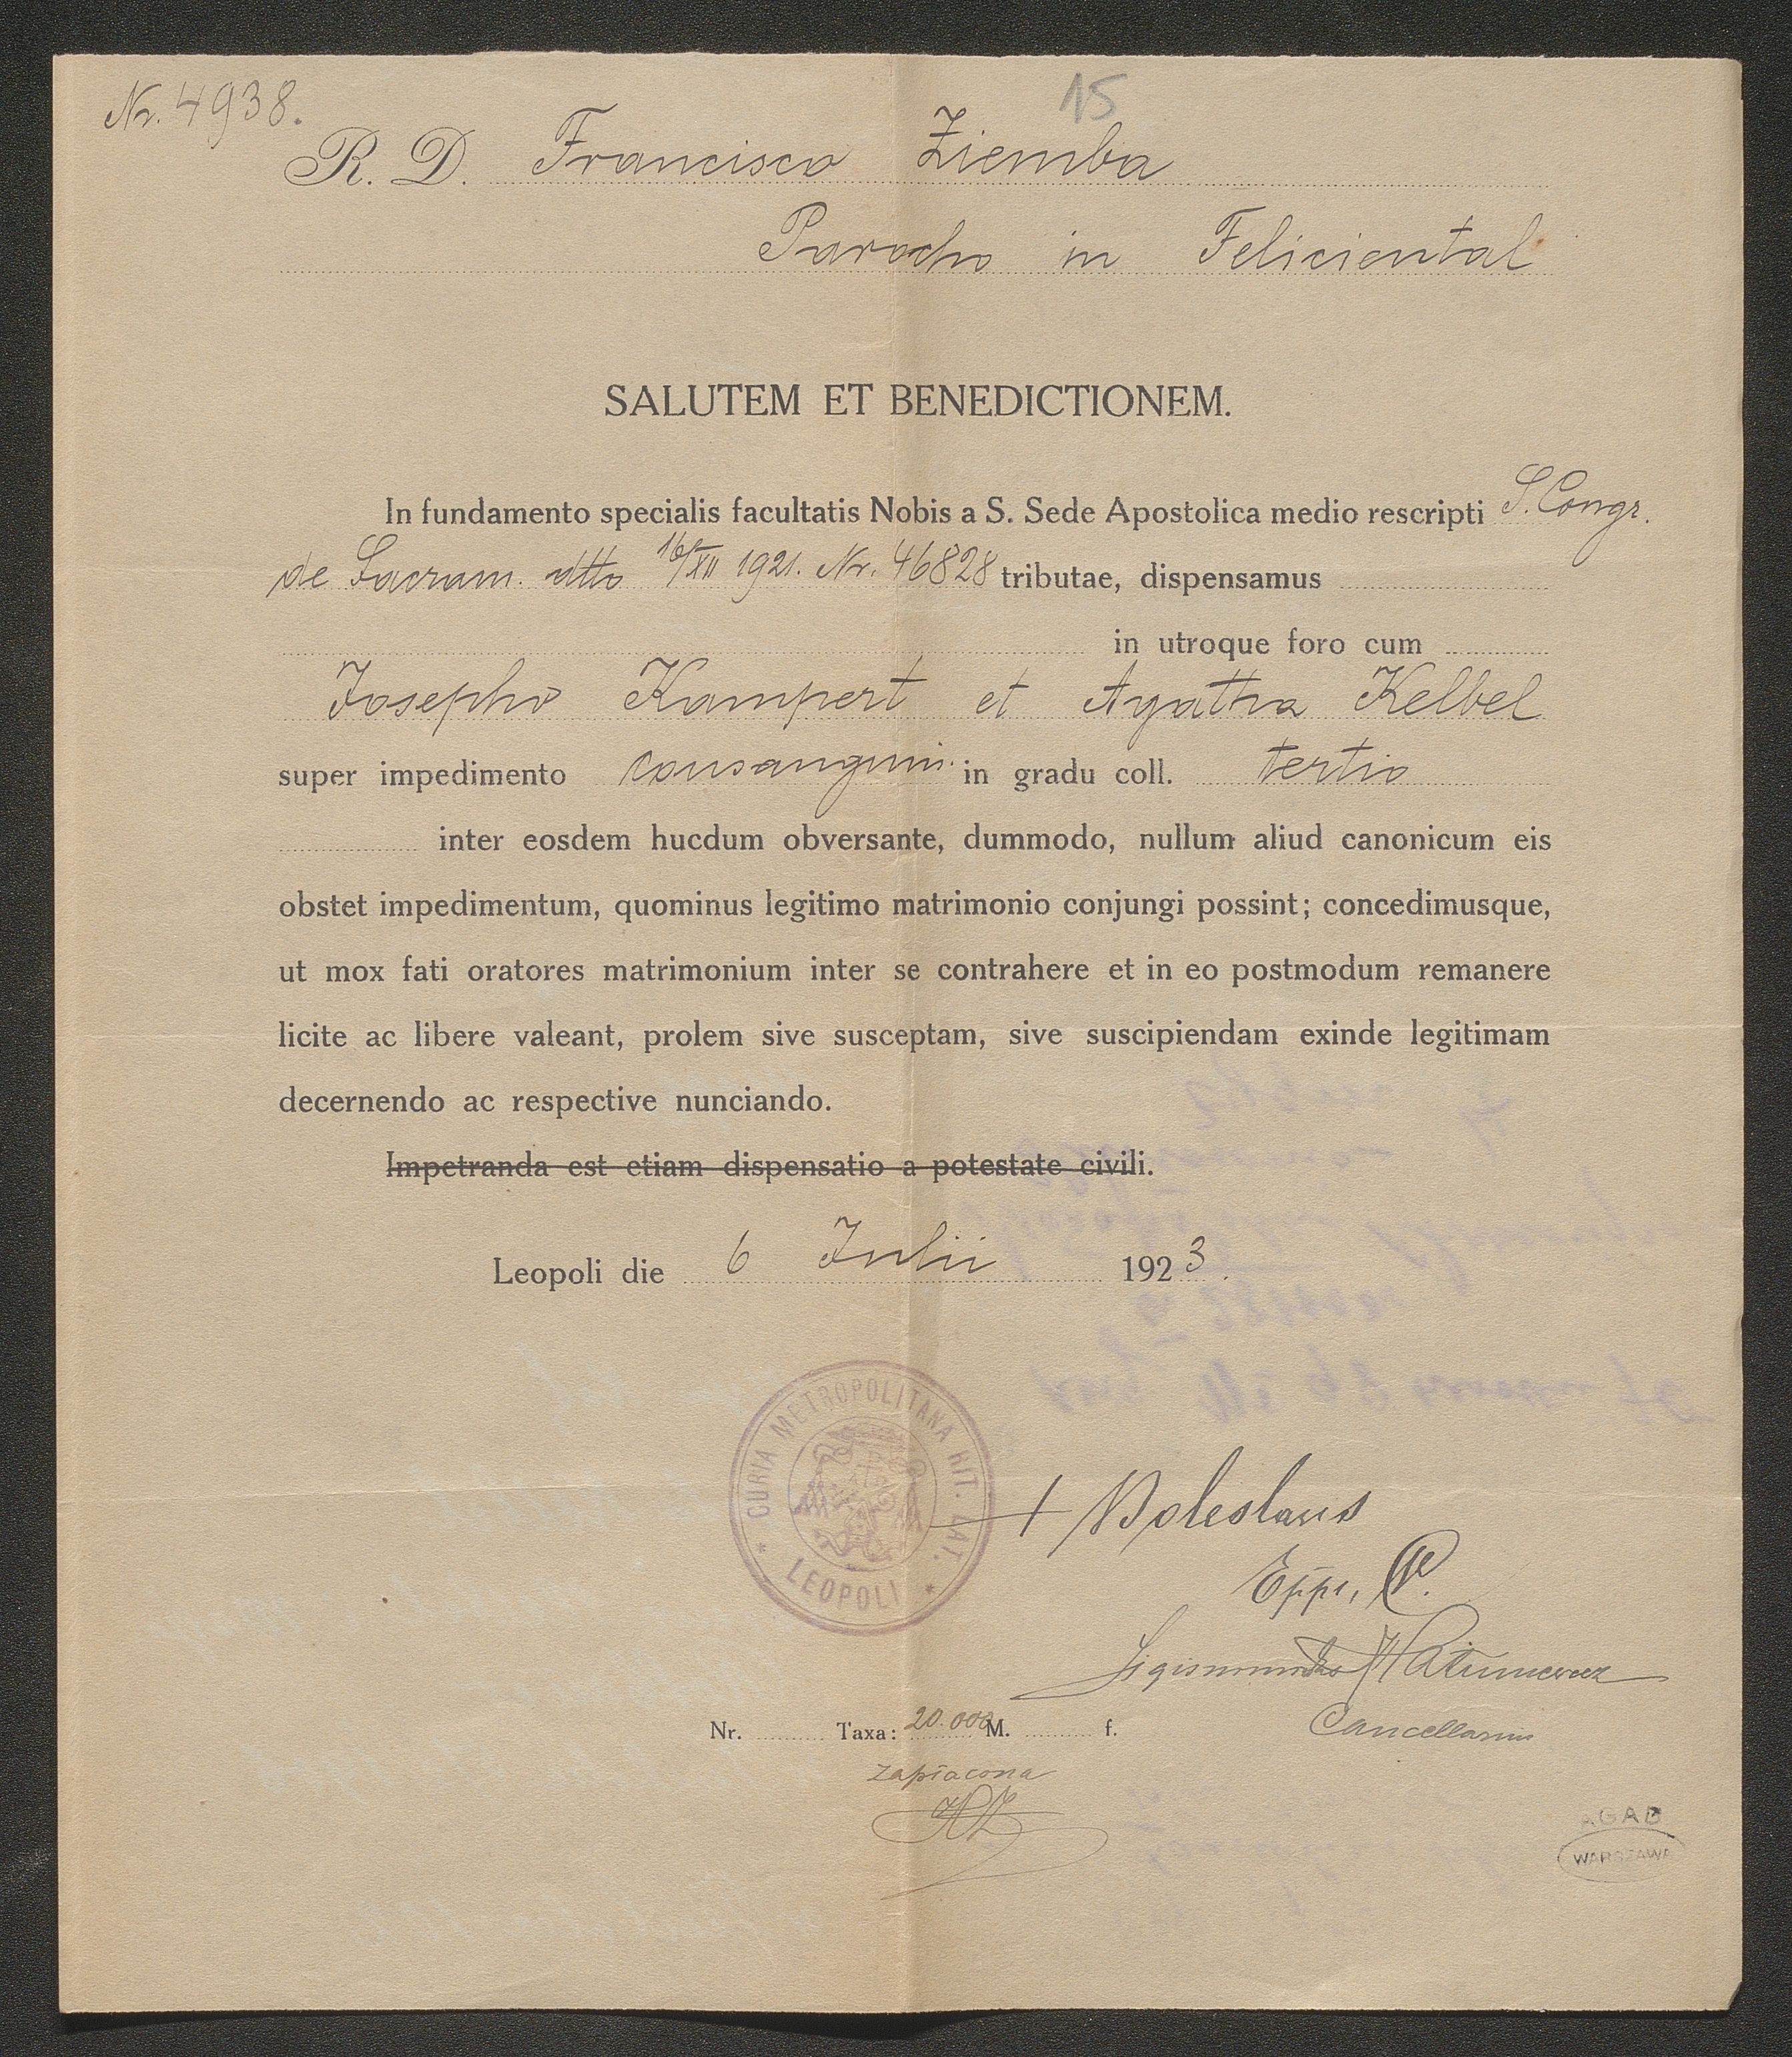 Nr. 4938.
15
R. D. Francisco Ziemba
Parocho in Feliciental
SALUTEM ET BENEDICTIONEM.
In fundamento specialis facultatis Nobis a S. Sede Apostolica medio rescripti S. Congr.
de Sacram. dtto 16/XII 1921. Nr. 46828 tributae, dispensamus
in utroque foro cum
Josepho Kampert et Agatha Kelbel
super impedimento consanguin. in gradu coll. tertio
inter eosdem hucdum obversante, dummodo, nullum aliud canonicum eis
obstet impedimentum, quominus legitimo matrimonio conjungi possint; concedimusque,
ut mox fati oratores matrimonium inter se contrahere et in eo postmodum remanere
licite ac libere valeant, prolem sive susceptam, sive suscipiendam exinde legitimam
decernendo ac respective nunciando.
Impetranda est etiam dispensatio a potestate civili.
Leopoli die 6 Julii 1923.
* CURIA METROPOLITANA RIT. LAT. *
LEOPOLI
+ Boleslaus
Eppus, 
Sigismundus
Nr. Taxa: 20.000 M. f.
Cancellarius
zapłacona
AGAD
WARSZAWA